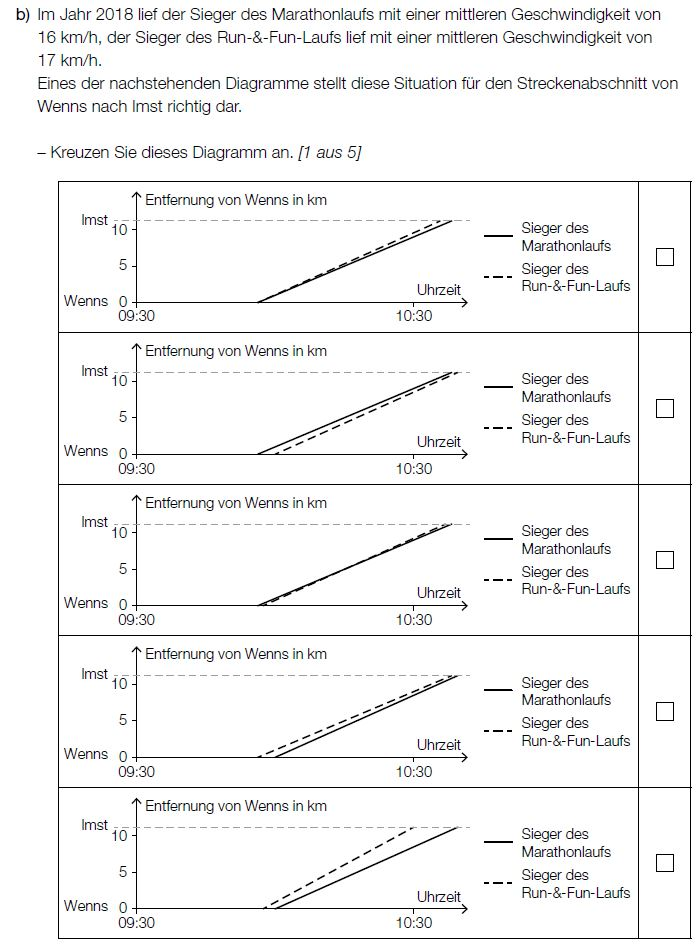 b) Im Jahr 2018 lief der Sieger des Marathonlaufs mit einer mittleren Geschwindigkeit von
16 km/h, der Sieger des Run-&-Fun-Laufs lief mit einer mittleren Geschwindigkeit von
17 km/h.
Eines der nachstehenden Diagramme stellt diese Situation für den Streckenabschnitt von
Wenns nach Imst richtig dar.
– Kreuzen Sie dieses Diagramm an. [1 aus 5]
Entfernung von Wenns in km
Imst
10
5
Wenns 0
09:30
10:30
Uhrzeit
Sieger des
Marathonlaufs
Sieger des
Run-&-Fun-Laufs
Entfernung von Wenns in km
Imst
10
5
Wenns 0
09:30
10:30
Uhrzeit
Sieger des
Marathonlaufs
Sieger des
Run-&-Fun-Laufs
Entfernung von Wenns in km
Imst
10
5
Wenns 0
09:30
10:30
Uhrzeit
Sieger des
Marathonlaufs
Sieger des
Run-&-Fun-Laufs
Entfernung von Wenns in km
Imst
10
5
Wenns 0
09:30
10:30
Uhrzeit
Sieger des
Marathonlaufs
Sieger des
Run-&-Fun-Laufs
Entfernung von Wenns in km
Imst
10
5
Wenns 0
09:30
10:30
Uhrzeit
Sieger des
Marathonlaufs
Sieger des
Run-&-Fun-Laufs